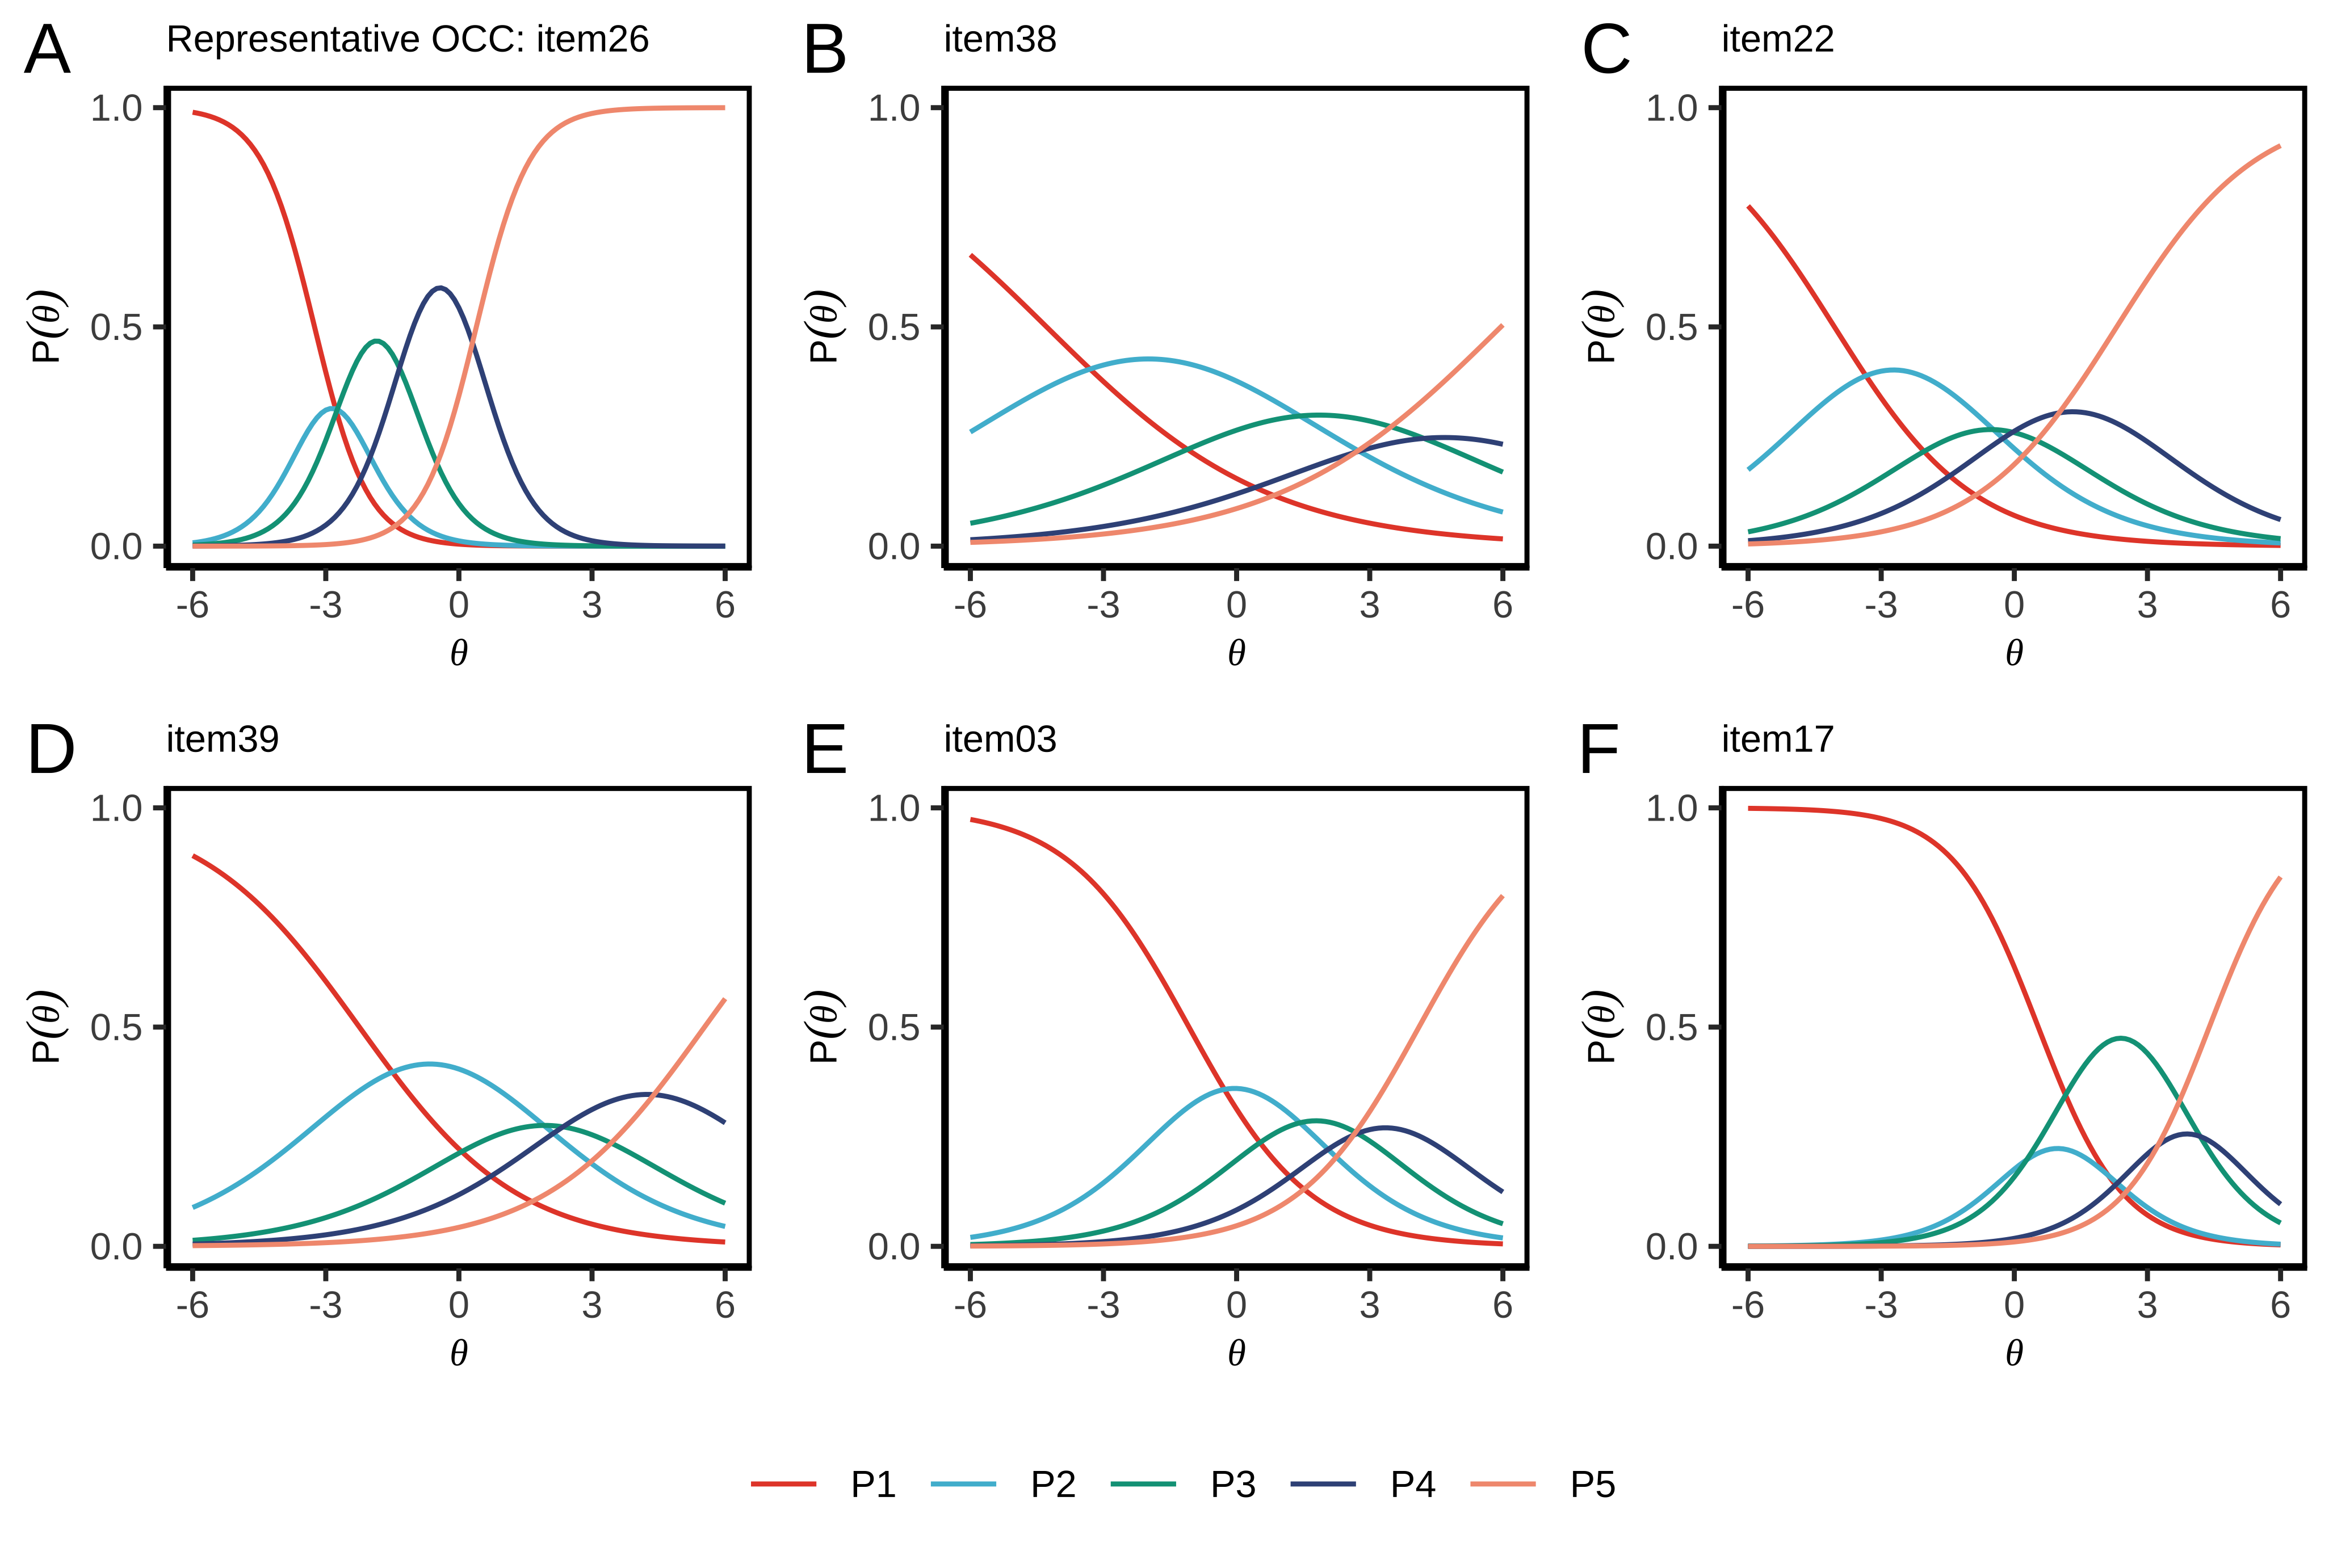 A Representative OCC: item26
1.0
0.5
0.0
-6 -3 0 3 6
P(θ)
θ
B item38
1.0
0.5
0.0
-6 -3 0 3 6
P(θ)
θ
C item22
1.0
0.5
0.0
-6 -3 0 3 6
P(θ)
θ
D item39
1.0
0.5
0.0
-6 -3 0 3 6
P(θ)
θ
E item03
1.0
0.5
0.0
-6 -3 0 3 6
P(θ)
θ
F item17
1.0
0.5
0.0
-6 -3 0 3 6
P(θ)
θ
P1 P2 P3 P4 P5